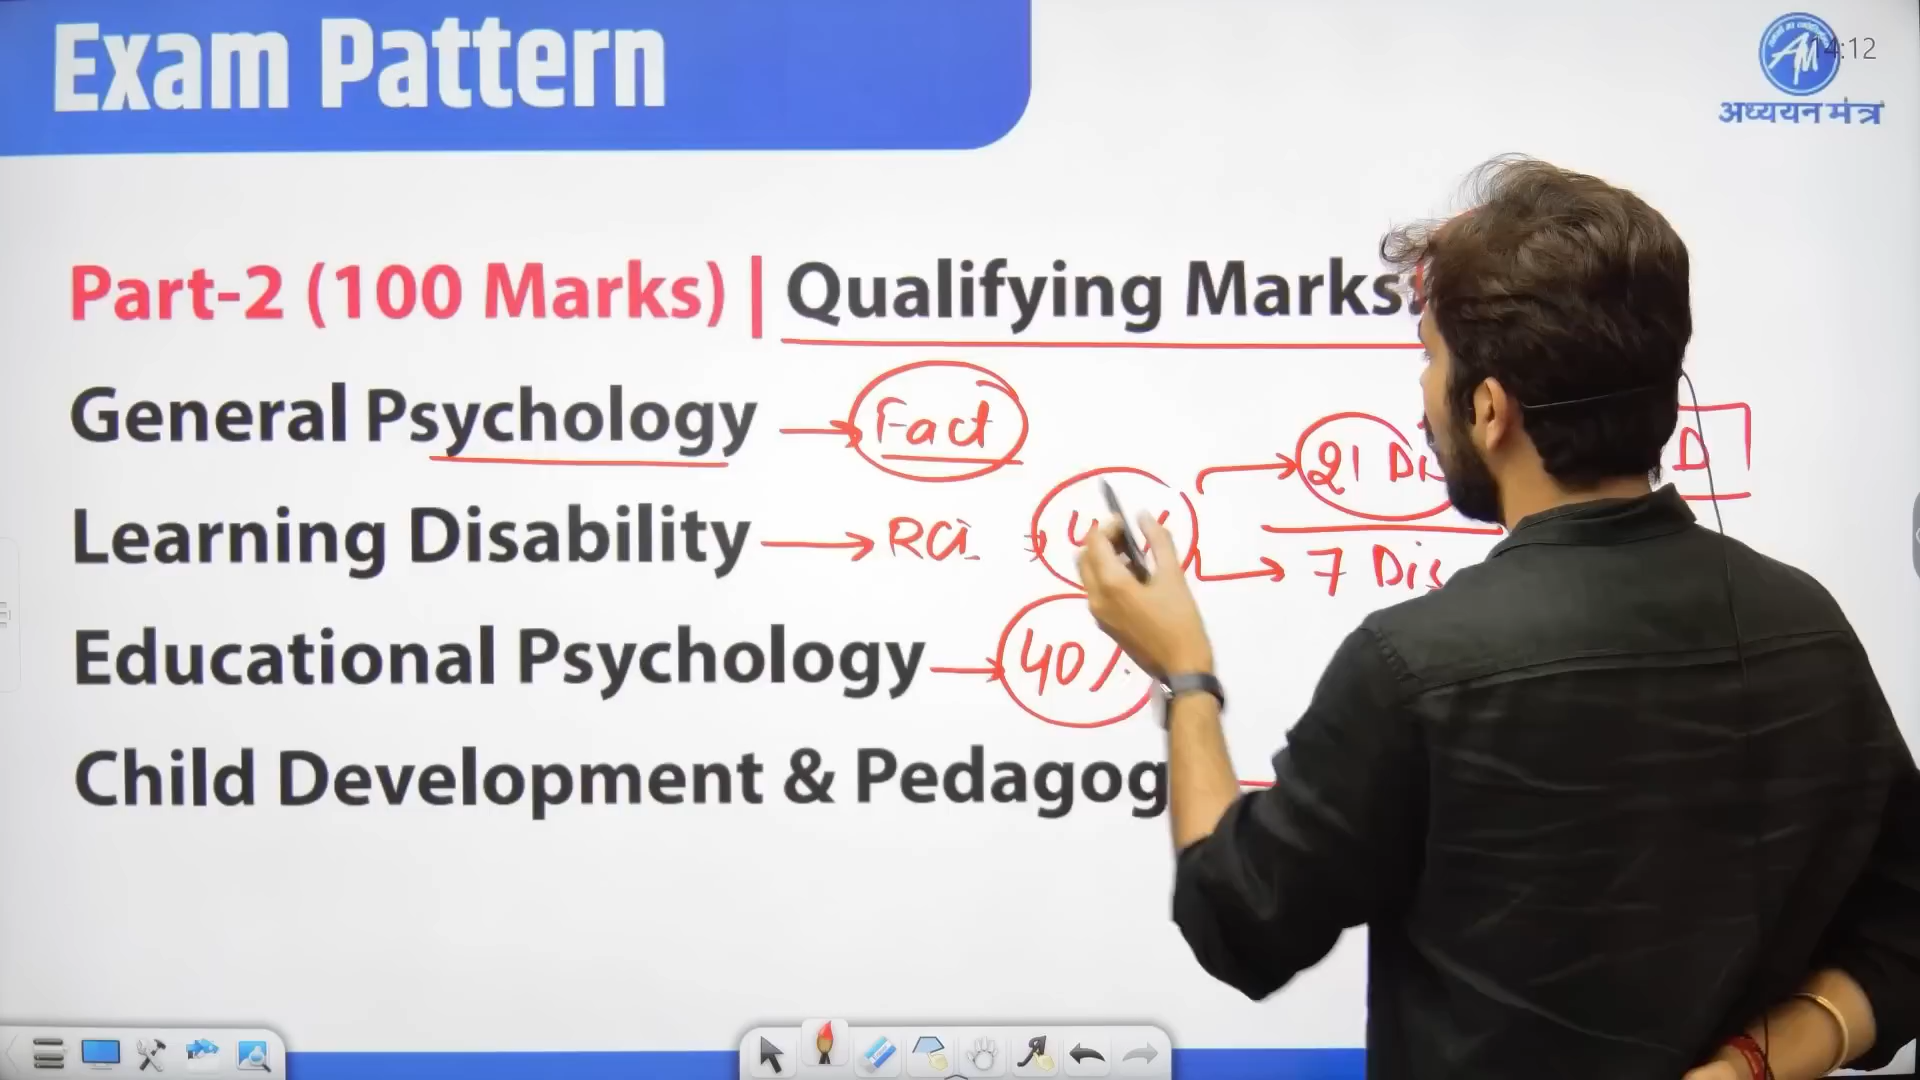 Exam Pattern
14:12
अध्ययन मंत्र
Part-2 (100 Marks) | Qualifying Marks
General Psychology → Fact
21 Dis
D
Learning Disability → RCI
7 Dis
Educational Psychology → 40%
Child Development & Pedagog